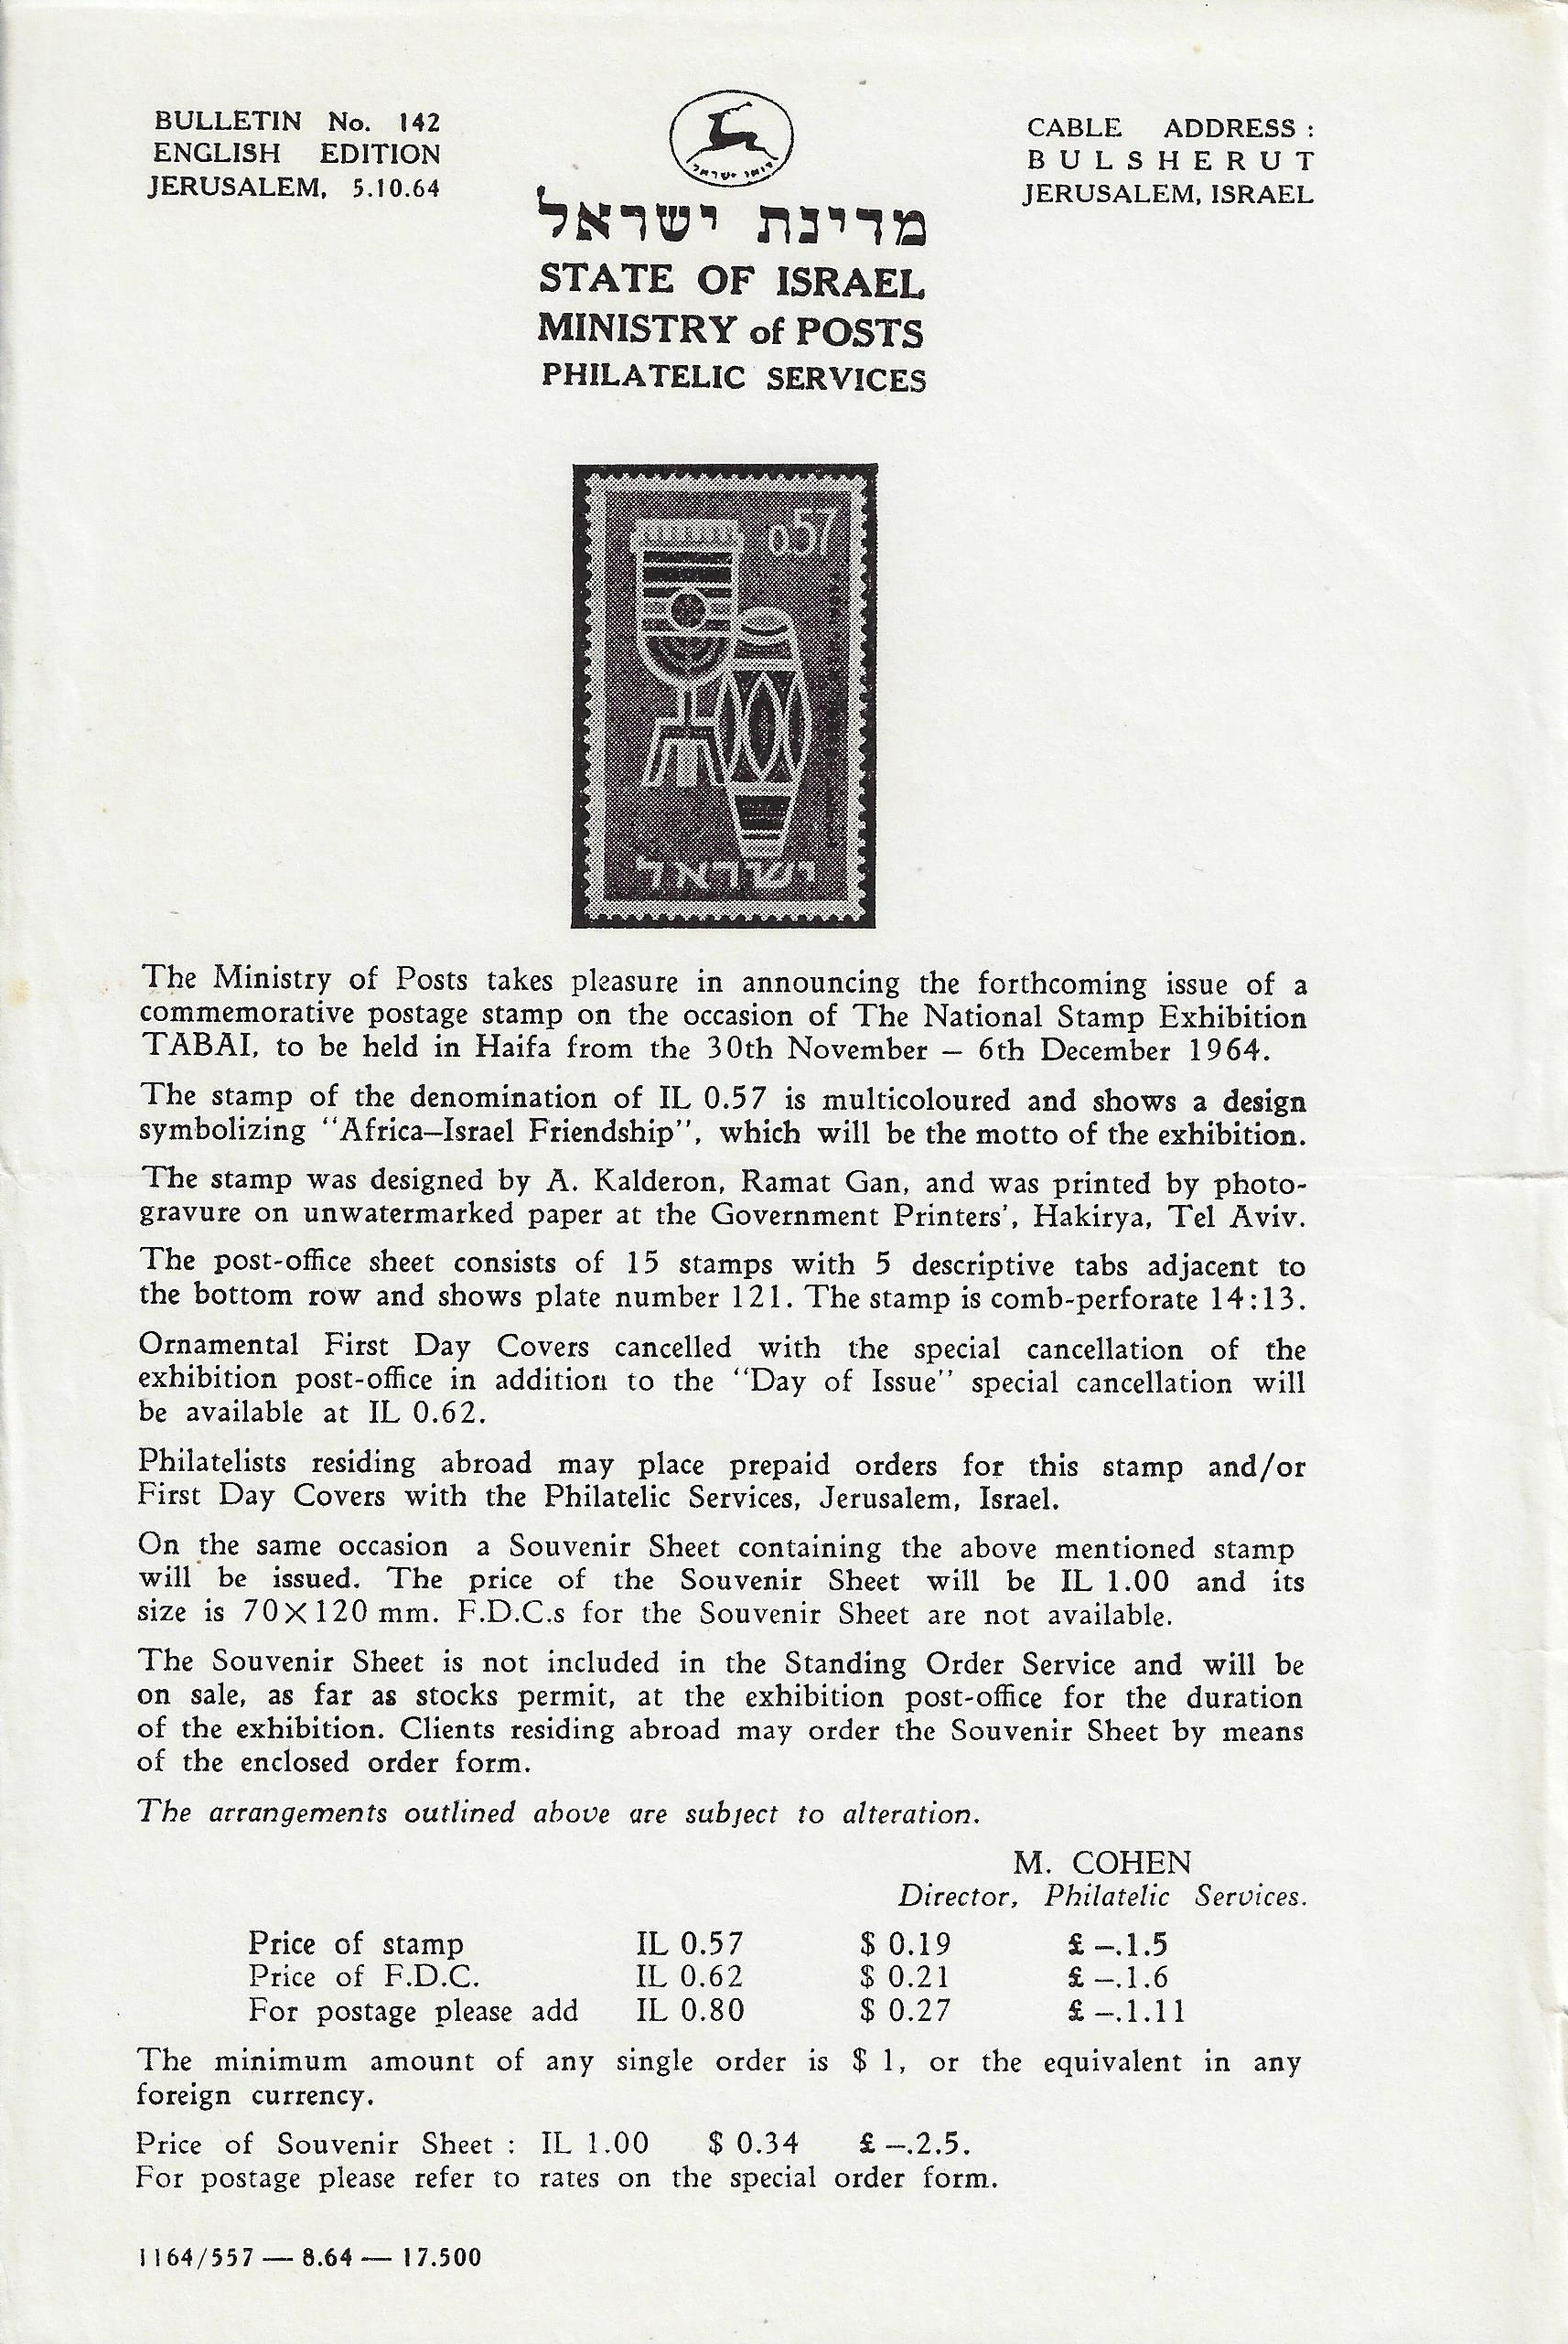 BULLETIN No. 142
ENGLISH EDITION
JERUSALEM, 5.10.64
CABLE ADDRESS :
BULSHERUT
JERUSALEM, ISRAEL
דואר ישראל
מדינת ישראל
STATE OF ISRAEL
MINISTRY of POSTS
PHILATELIC SERVICES
0.57
ישראל
The Ministry of Posts takes pleasure in announcing the forthcoming issue of a
commemorative postage stamp on the occasion of The National Stamp Exhibition
TABAI, to be held in Haifa from the 30th November – 6th December 1964.
The stamp of the denomination of IL 0.57 is multicoloured and shows a design
symbolizing "Africa–Israel Friendship", which will be the motto of the exhibition.
The stamp was designed by A. Kalderon, Ramat Gan, and was printed by photo-
gravure on unwatermarked paper at the Government Printers', Hakirya, Tel Aviv.
The post-office sheet consists of 15 stamps with 5 descriptive tabs adjacent to
the bottom row and shows plate number 121. The stamp is comb-perforate 14:13.
Ornamental First Day Covers cancelled with the special cancellation of the
exhibition post-office in addition to the "Day of Issue" special cancellation will
be available at IL 0.62.
Philatelists residing abroad may place prepaid orders for this stamp and/or
First Day Covers with the Philatelic Services, Jerusalem, Israel.
On the same occasion a Souvenir Sheet containing the above mentioned stamp
will be issued. The price of the Souvenir Sheet will be IL 1.00 and its
size is 70×120 mm. F.D.C.s for the Souvenir Sheet are not available.
The Souvenir Sheet is not included in the Standing Order Service and will be
on sale, as far as stocks permit, at the exhibition post-office for the duration
of the exhibition. Clients residing abroad may order the Souvenir Sheet by means
of the enclosed order form.
The arrangements outlined above are subject to alteration.
M. COHEN
Director, Philatelic Services.
Price of stamp IL 0.57 $ 0.19 £ –.1.5
Price of F.D.C. IL 0.62 $ 0.21 £ –.1.6
For postage please add IL 0.80 $ 0.27 £ –.1.11
The minimum amount of any single order is $ 1, or the equivalent in any
foreign currency.
Price of Souvenir Sheet : IL 1.00 $ 0.34 £ –.2.5.
For postage please refer to rates on the special order form.
1164/557 — 8.64 — 17.500